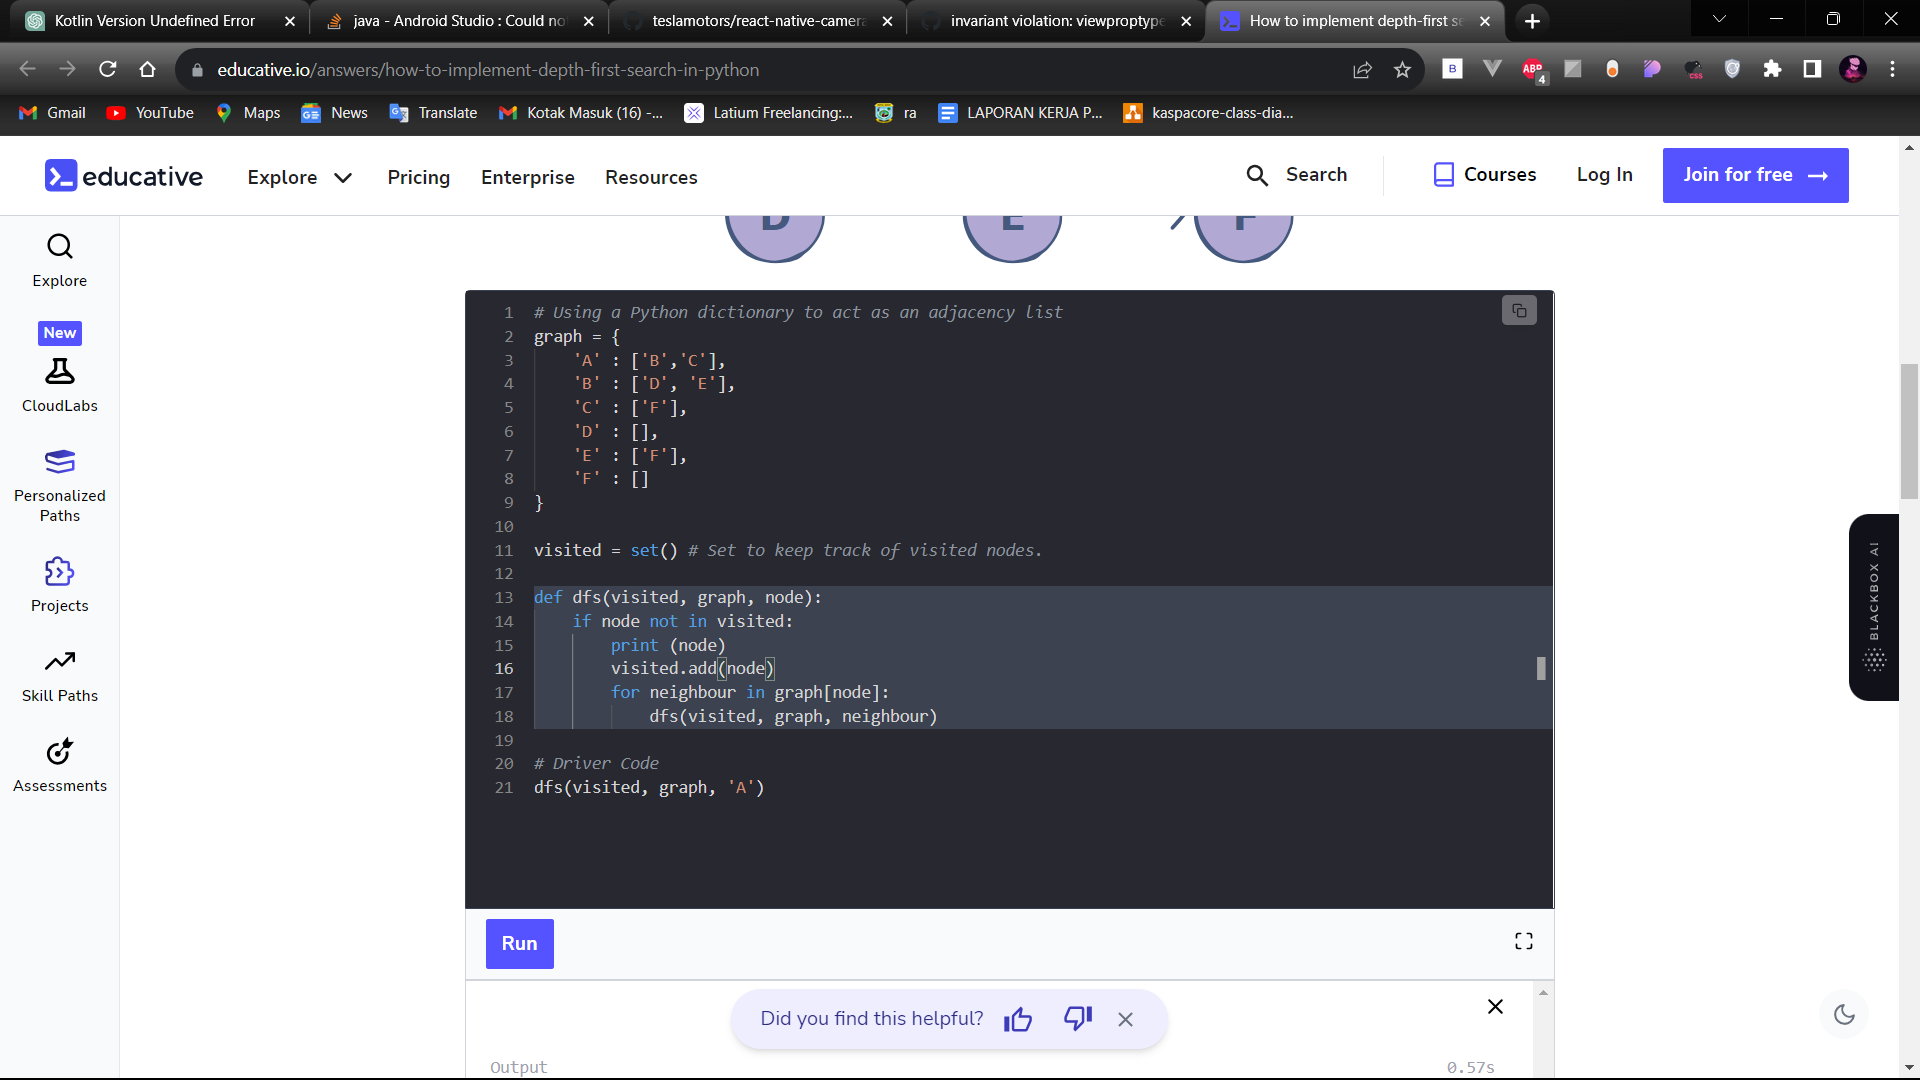 Kotlin Version Undefined Error
java - Android Studio : Could no
teslamotors/react-native-camera
invariant violation: viewproptype
How to implement depth-first se
educative.io/answers/how-to-implement-depth-first-search-in-python
B
ABP
4
css
Gmail
YouTube
Maps
News
Translate
Kotak Masuk (16) -...
Latium Freelancing:...
ra
LAPORAN KERJA P...
kaspacore-class-dia...
educative
Explore
Pricing
Enterprise
Resources
Search
Courses
Log In
Join for free →
Explore
New
CloudLabs
Personalized
Paths
Projects
Skill Paths
Assessments
D
E
F
1 # Using a Python dictionary to act as an adjacency list
2 graph = {
3 'A' : ['B','C'],
4 'B' : ['D', 'E'],
5 'C' : ['F'],
6 'D' : [],
7 'E' : ['F'],
8 'F' : []
9 }
10
11 visited = set() # Set to keep track of visited nodes.
12
13 def dfs(visited, graph, node):
14 if node not in visited:
15 print (node)
16 visited.add(node)
17 for neighbour in graph[node]:
18 dfs(visited, graph, neighbour)
19
20 # Driver Code
21 dfs(visited, graph, 'A')
BLACKBOX AI
Run
Did you find this helpful?
Output
0.57s